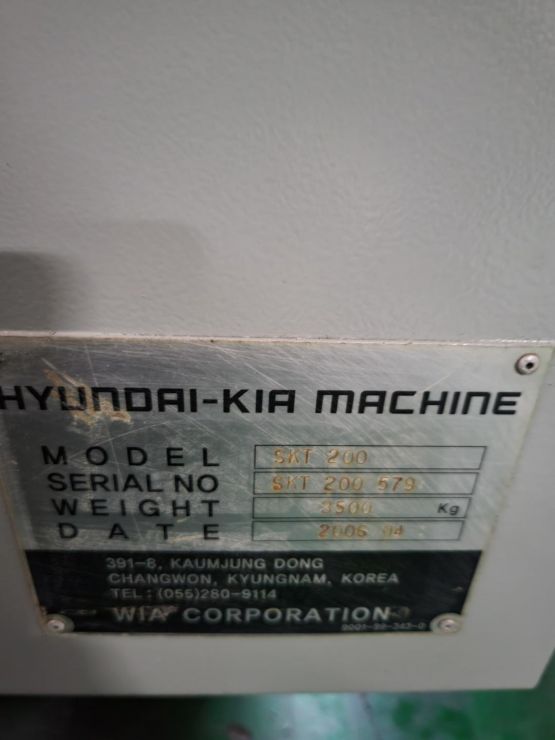 HYUNDAI-KIA MACHINE
MODEL SKT 200
SERIAL NO SKT 200 579
WEIGHT 3500 Kg
DATE 2006 04
391-8, KAUMJUNG DONG
CHANGWON, KYUNGNAM, KOREA
TEL : (055)280-9114
WIA CORPORATION